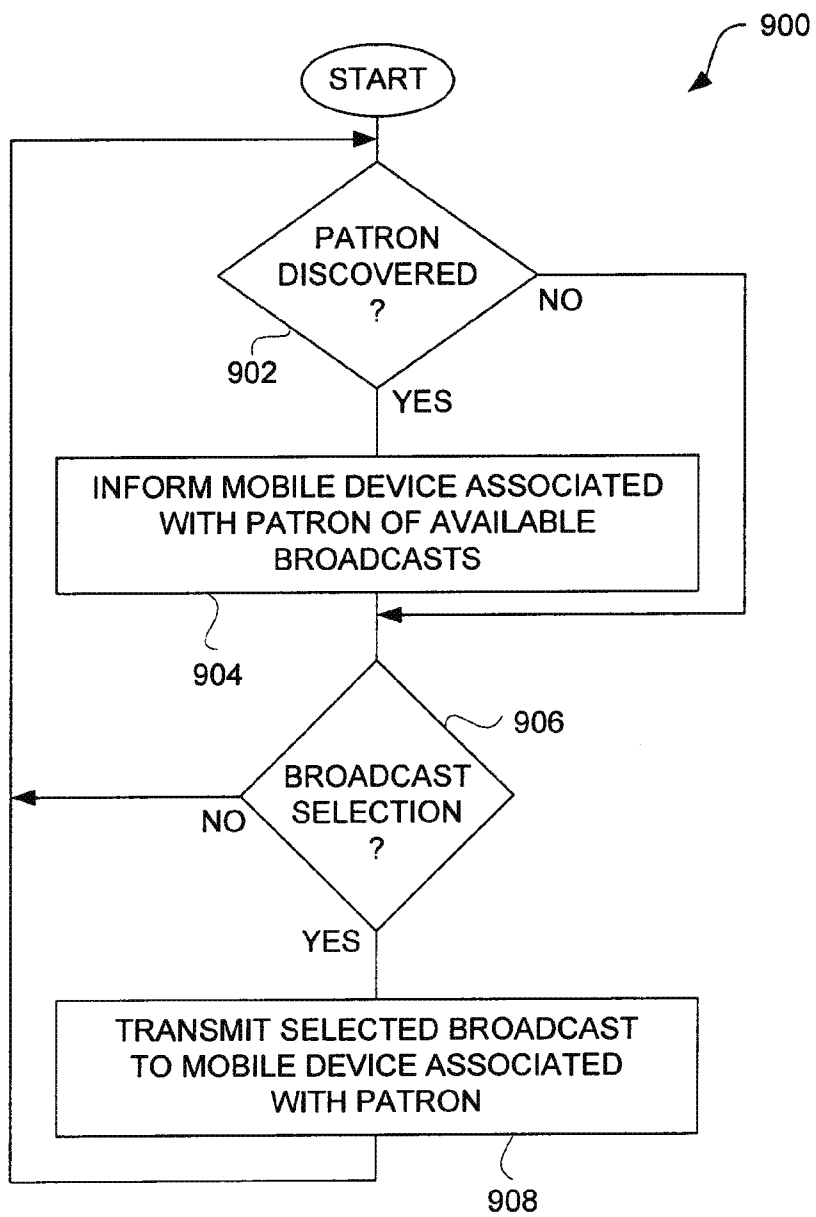 900
START
PATRON
DISCOVERED
?
NO
902
YES
INFORM MOBILE DEVICE ASSOCIATED
WITH PATRON OF AVAILABLE
BROADCASTS
904
906
BROADCAST
SELECTION
?
NO
YES
TRANSMIT SELECTED BROADCAST
TO MOBILE DEVICE ASSOCIATED
WITH PATRON
908